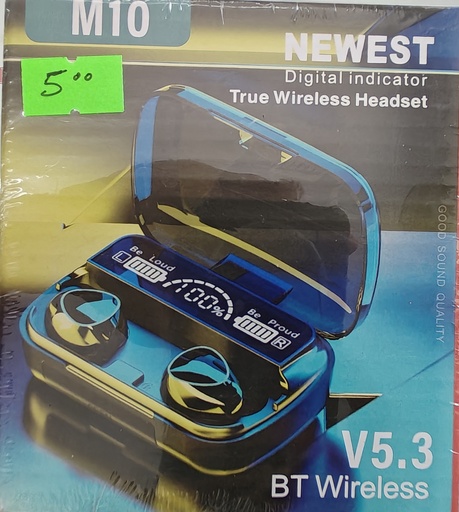 M10
5.00
NEWEST
Digital indicator
True Wireless Headset
GOOD SOUND QUALITY
Be Loud
L
100%
Be Proud
R
V5.3
BT Wireless